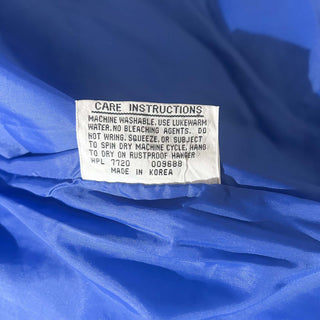 CARE INSTRUCTIONS
MACHINE WASHABLE. USE LUKEWARM
WATER. NO BLEACHING AGENTS. DO
NOT WRING. SQUEEZE, OR SUBJECT
TO SPIN DRY MACHINE CYCLE, HANG
TO DRY ON RUSTPROOF HANGER
WPL 7720 009688
MADE IN KOREA